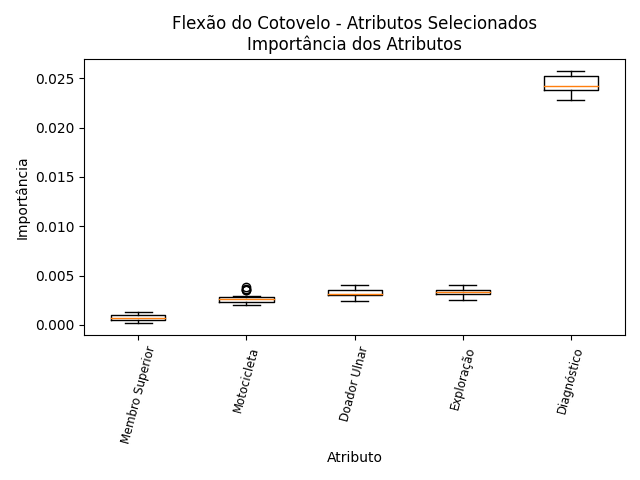 Flexão do Cotovelo - Atributos Selecionados
Importância dos Atributos
0.025
0.020
0.015
0.010
0.005
0.000
Importância
Membro Superior
Motocicleta
Doador Ulnar
Exploração
Diagnóstico
Atributo